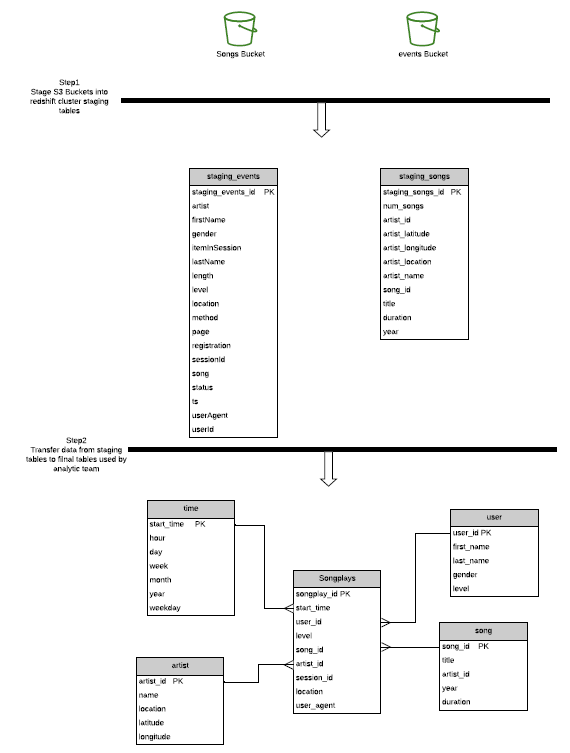 Songs Bucket
events Bucket
Step1
Stage S3 Buckets into
redshift cluster staging
tables
staging_events
staging_events_id PK
artist
firstName
gender
itemInSession
lastName
length
level
location
method
page
registration
sessionId
song
status
ts
userAgent
userId
staging_songs
staging_songs_id PK
num_songs
artist_id
artist_latitude
artist_longitude
artist_location
artist_name
song_id
title
duration
year
Step2
Transfer data from staging
tables to filnal tables used by
analytic team
time
start_time PK
hour
day
week
month
year
weekday
user
user_id PK
first_name
last_name
gender
level
Songplays
songplay_id PK
start_time
user_id
level
song_id
artist_id
session_id
location
user_agent
song
song_id PK
title
artist_id
year
duration
artist
artist_id PK
name
location
latitude
longitude